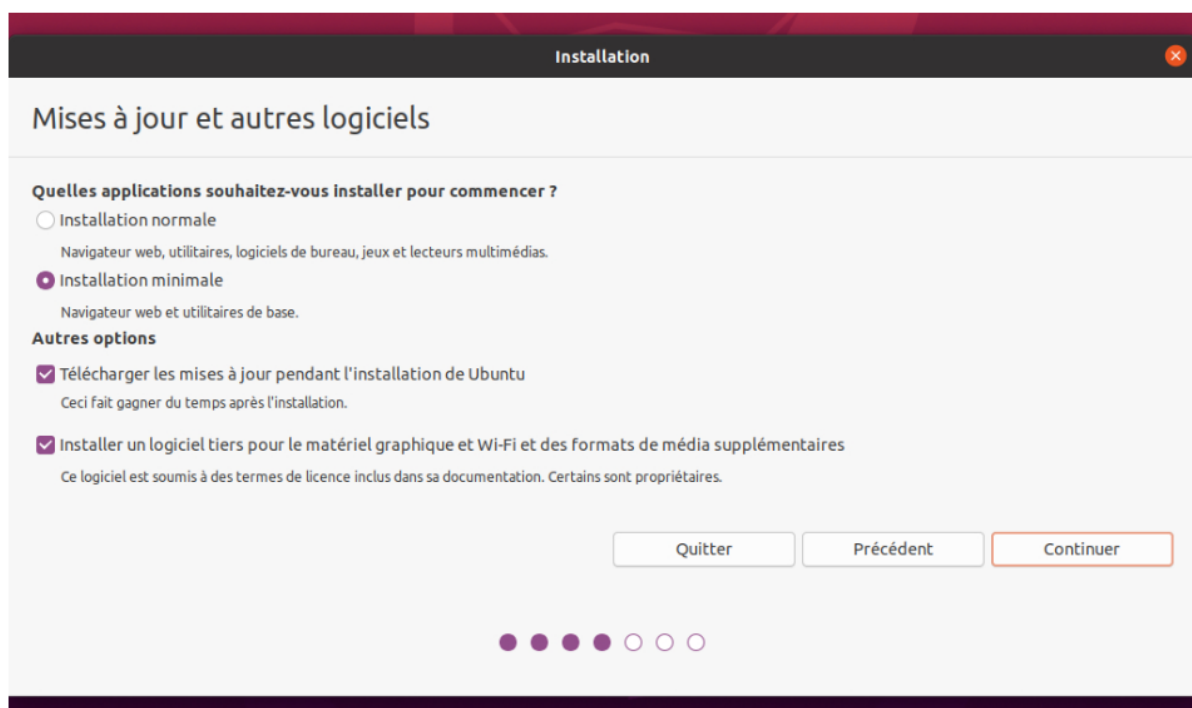 Installation
Mises à jour et autres logiciels
Quelles applications souhaitez-vous installer pour commencer ?
Installation normale
Navigateur web, utilitaires, logiciels de bureau, jeux et lecteurs multimédias.
Installation minimale
Navigateur web et utilitaires de base.
Autres options
Télécharger les mises à jour pendant l'installation de Ubuntu
Ceci fait gagner du temps après l'installation.
Installer un logiciel tiers pour le matériel graphique et Wi-Fi et des formats de média supplémentaires
Ce logiciel est soumis à des termes de licence inclus dans sa documentation. Certains sont propriétaires.
Quitter Précédent Continuer